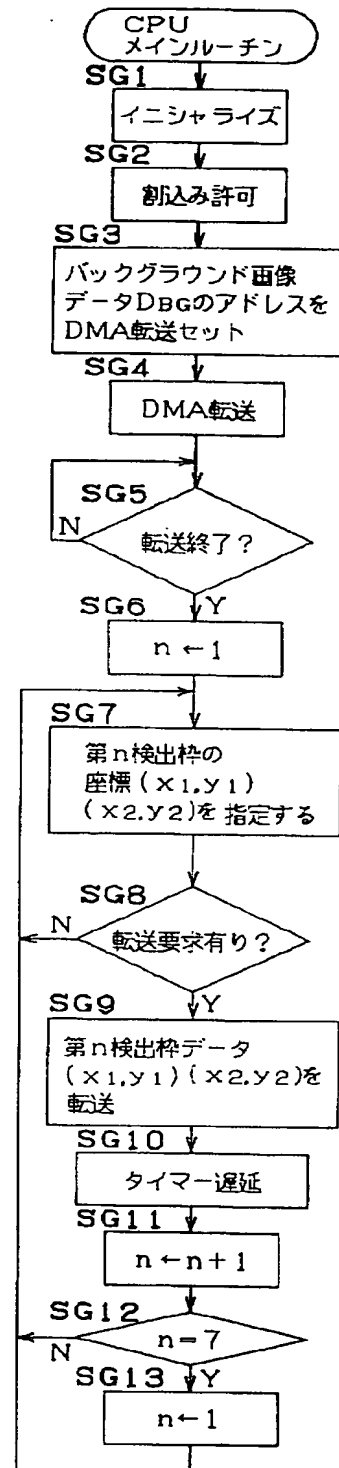 CPU
メインルーチン
SG1
イニシャライズ
SG2
割込み許可
SG3
バックグラウンド画像
データDBGのアドレスを
DMA転送セット
SG4
DMA転送
SG5
N
転送終了?
SG6
Y
n←1
SG7
第n検出枠の
座標(x1.y1)
(x2.y2)を指定する
SG8
N
転送要求有り?
SG9
Y
第n検出枠データ
(x1.y1)(x2.y2)を
転送
SG10
タイマー遅延
SG11
n←n+1
SG12
n=7
N
SG13
Y
n←1